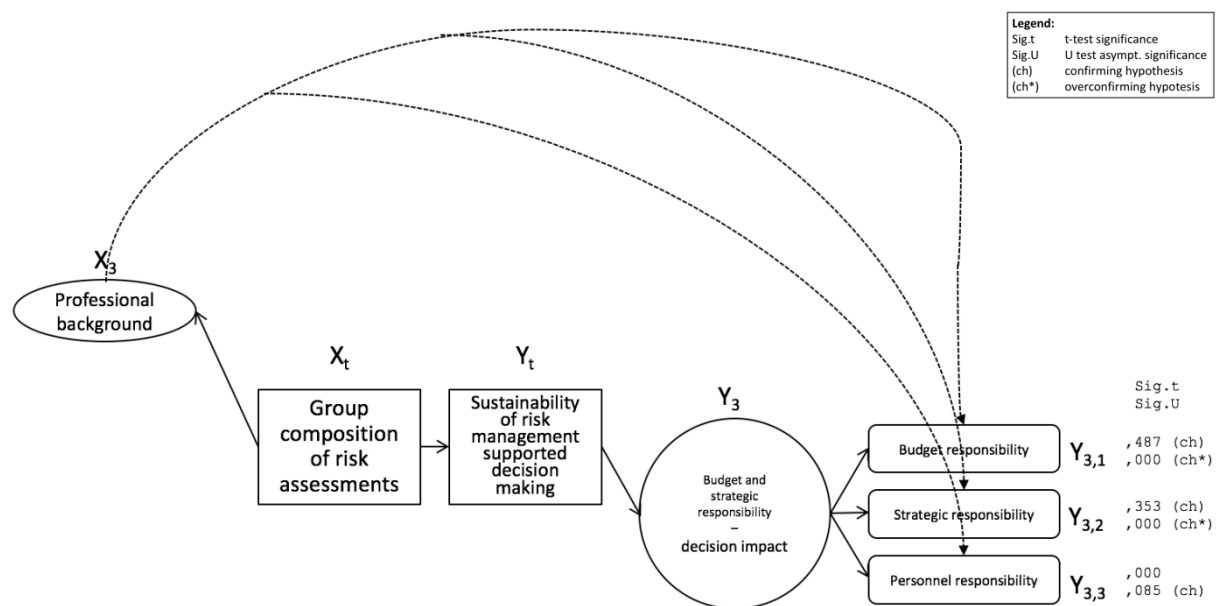 Legend:
Sig.t t-test significance
Sig.U U test asympt. significance
(ch) confirming hypothesis
(ch*) overconfirming hypotesis
X3
Professional
background
Xt
Group
composition
of risk
assessments
Yt
Sustainability
of risk
management
supported
decision
making
Y3
Budget and
strategic
responsibility
–
decision impact
Sig.t
Sig.U
Budget responsibility
Y3,1
,487 (ch)
,000 (ch*)
Strategic responsibility
Y3,2
,353 (ch)
,000 (ch*)
Personnel responsibility
Y3,3
,000
,085 (ch)